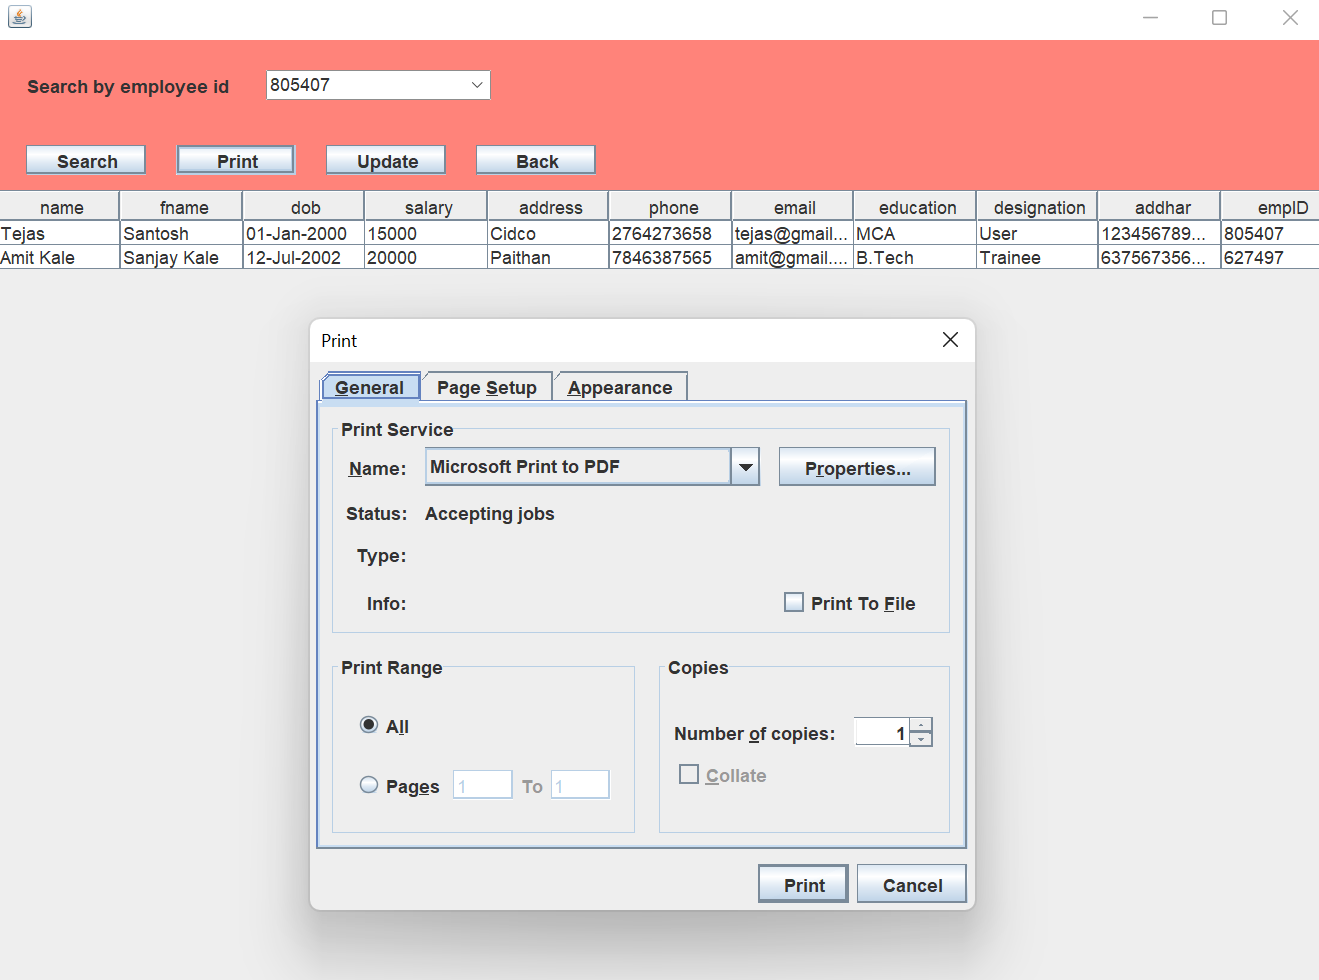 Search by employee id 805407
Search Print Update Back
name fname dob salary address phone email education designation addhar empID
Tejas Santosh 01-Jan-2000 15000 Cidco 2764273658 tejas@gmail... MCA User 123456789... 805407
Amit Kale Sanjay Kale 12-Jul-2002 20000 Paithan 7846387565 amit@gmail.... B.Tech Trainee 637567356... 627497
Print
General Page Setup Appearance
Print Service
Name: Microsoft Print to PDF Properties...
Status: Accepting jobs
Type:
Info: Print To File
Print Range Copies
All
Number of copies: 1
Collate
Pages 1 To 1
Print Cancel